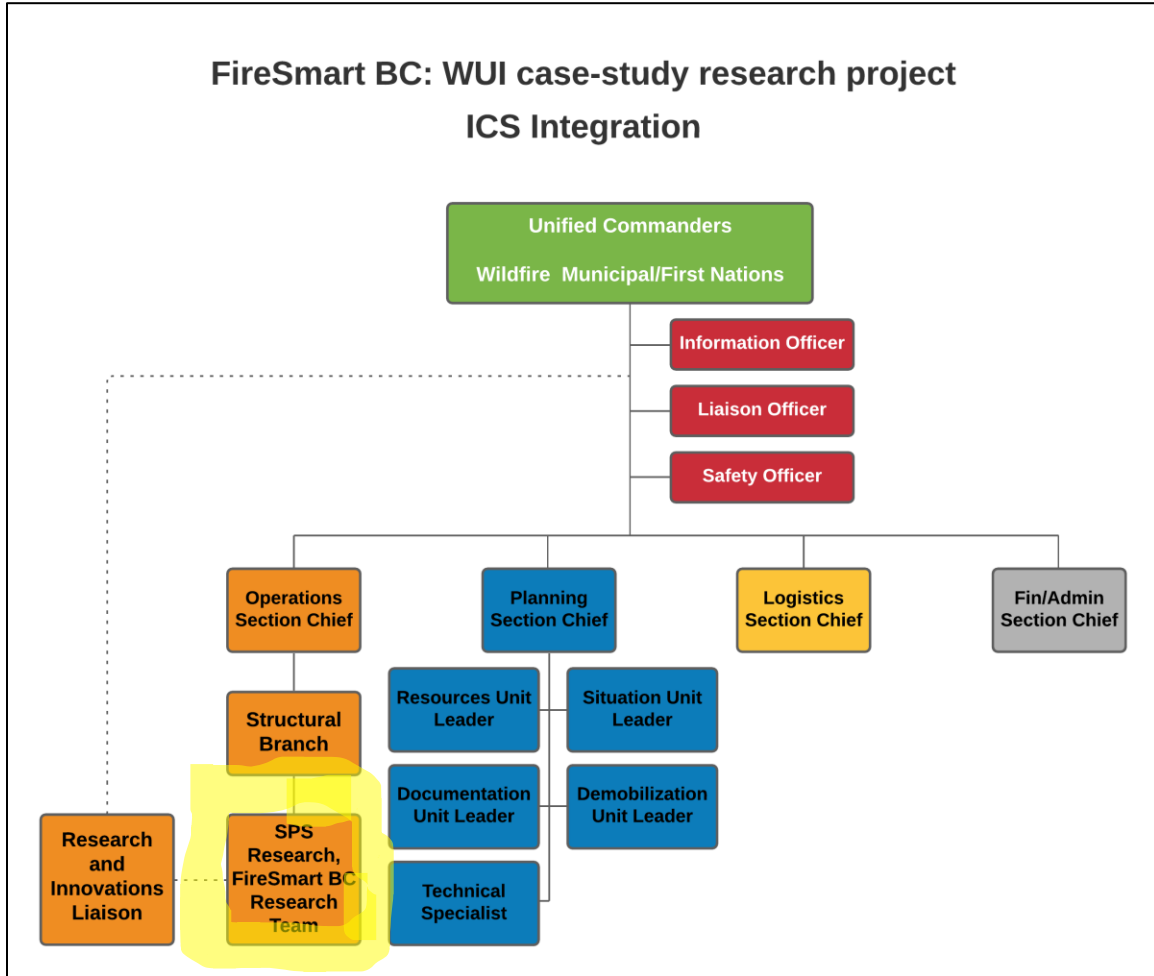 FireSmart BC: WUI case-study research project
ICS Integration
Unified Commanders
Wildfire Municipal/First Nations
Information Officer
Liaison Officer
Safety Officer
Operations
Section Chief
Planning
Section Chief
Logistics
Section Chief
Fin/Admin
Section Chief
Structural
Branch
Resources Unit
Leader
Situation Unit
Leader
Documentation
Unit Leader
Demobilization
Unit Leader
Research
and
Innovations
Liaison
SPS
Research,
FireSmart BC
Research
Team
Technical
Specialist